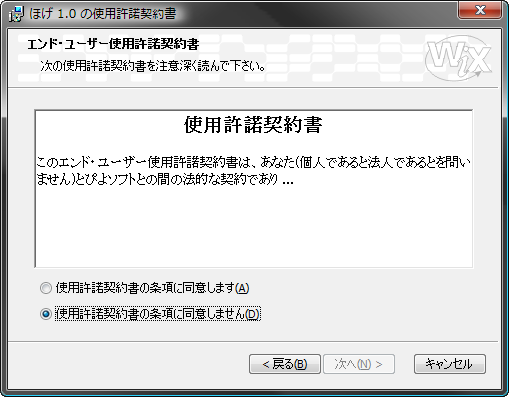 ほげ 1.0 の使用許諾契約書
エンド・ユーザー使用許諾契約書
次の使用許諾契約書を注意深く読んで下さい。
WiX
使用許諾契約書
このエンド・ユーザー使用許諾契約書は、あなた(個人であると法人であるとを問い
ません)とぴよソフトとの間の法的な契約であり ...
使用許諾契約書の条項に同意します(A)
使用許諾契約書の条項に同意しません(D)
< 戻る(B)
次へ(N) >
キャンセル